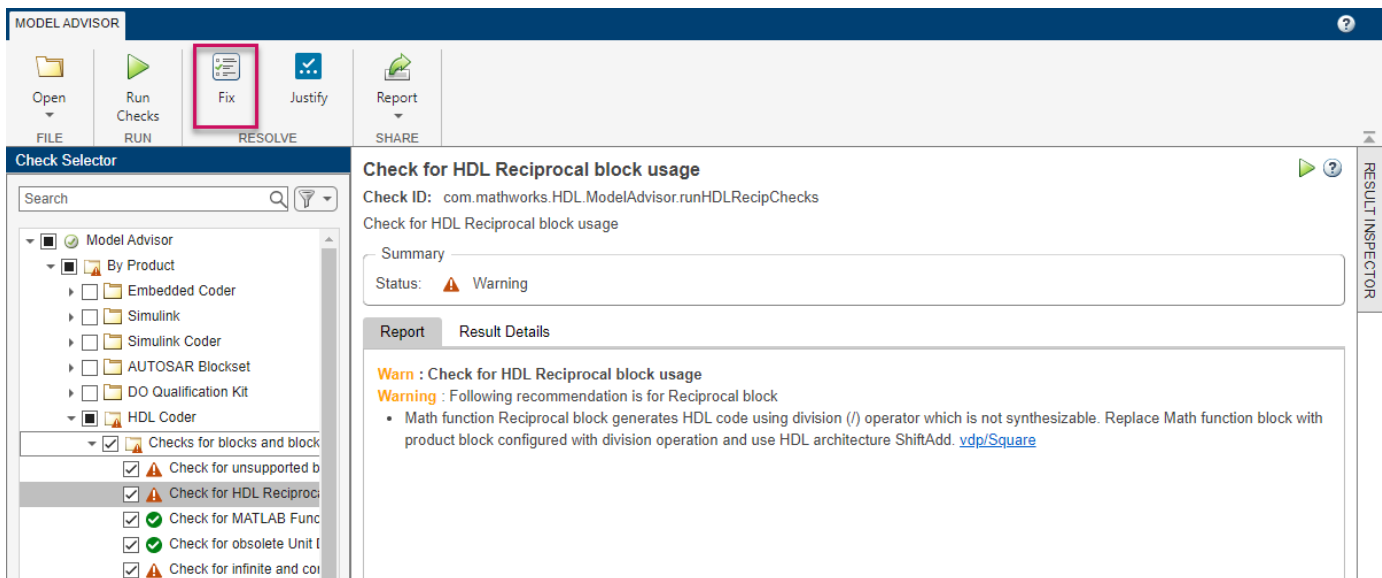 MODEL ADVISOR
Open
Run Checks
Fix
Justify
Report
FILE
RUN
RESOLVE
SHARE
Check Selector
Search
Model Advisor
By Product
Embedded Coder
Simulink
Simulink Coder
AUTOSAR Blockset
DO Qualification Kit
HDL Coder
Checks for blocks and block
Check for unsupported b
Check for HDL Reciproc
Check for MATLAB Func
Check for obsolete Unit D
Check for infinite and co
Check for HDL Reciprocal block usage
Check ID: com.mathworks.HDL.ModelAdvisor.runHDLRecipChecks
Check for HDL Reciprocal block usage
Summary
Status: Warning
Report Result Details
Warn : Check for HDL Reciprocal block usage
Warning : Following recommendation is for Reciprocal block
• Math function Reciprocal block generates HDL code using division (/) operator which is not synthesizable. Replace Math function block with
product block configured with division operation and use HDL architecture ShiftAdd. vdp/Square
RESULT INSPECTOR